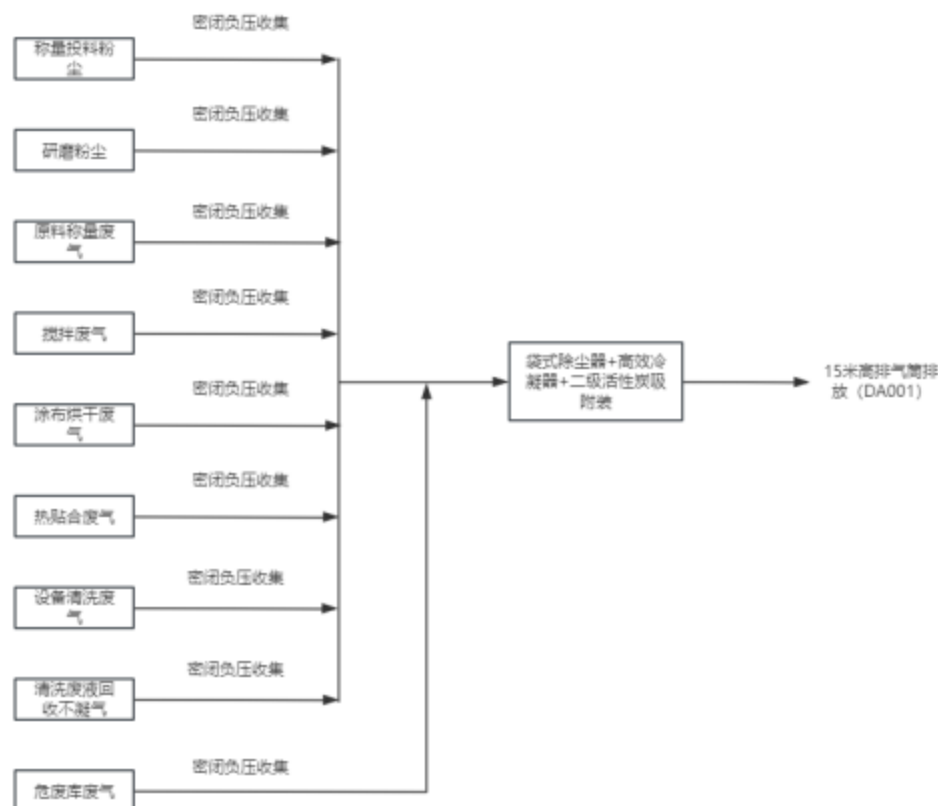 密闭负压收集
称量投料粉
尘
密闭负压收集
研磨粉尘
密闭负压收集
原料称量废
气
密闭负压收集
搅拌废气
密闭负压收集
涂布烘干废
气
密闭负压收集
热贴合废气
密闭负压收集
设备清洗废
气
密闭负压收集
清洗废液回
收不凝气
密闭负压收集
危废库废气
袋式除尘器+高效冷
凝器+二级活性炭吸
附装
15米高排气筒排
放（DA001）